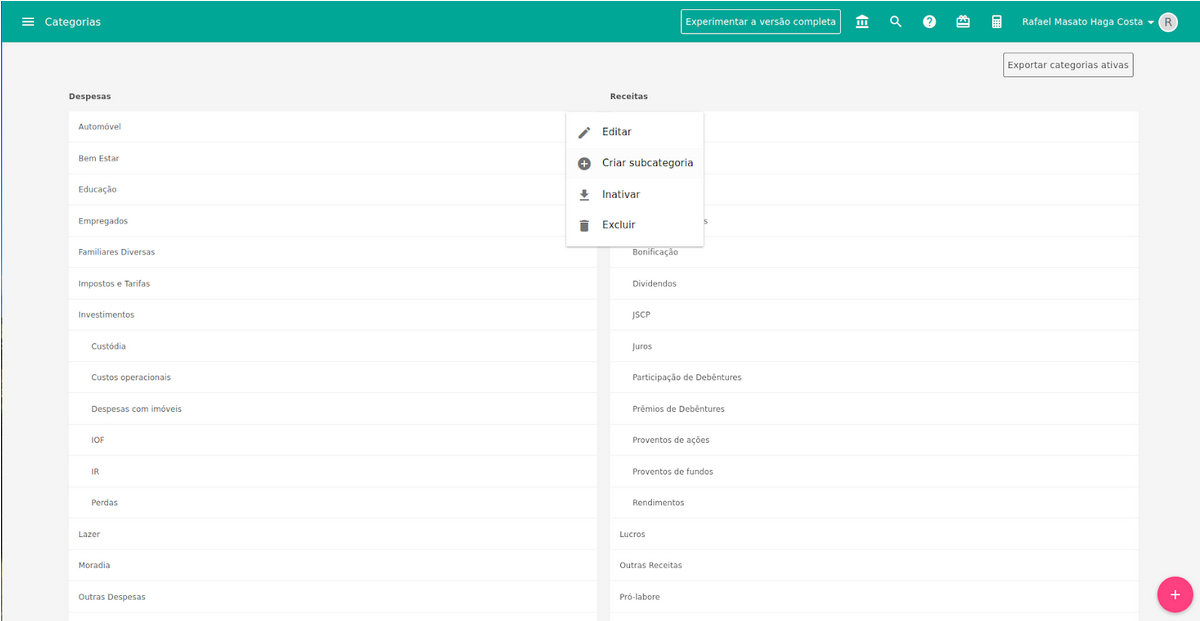 Categorias
Experimentar a versão completa
Rafael Masato Haga Costa
R
Exportar categorias ativas
Despesas
Automóvel
Bem Estar
Educação
Empregados
Familiares Diversas
Impostos e Tarifas
Investimentos
Custódia
Custos operacionais
Despesas com imóveis
IOF
IR
Perdas
Lazer
Moradia
Outras Despesas
Editar
Criar subcategoria
Inativar
Excluir
Receitas
Bonificação
Dividendos
JSCP
Juros
Participação de Debêntures
Prêmios de Debêntures
Proventos de ações
Proventos de fundos
Rendimentos
Lucros
Outras Receitas
Pró-labore